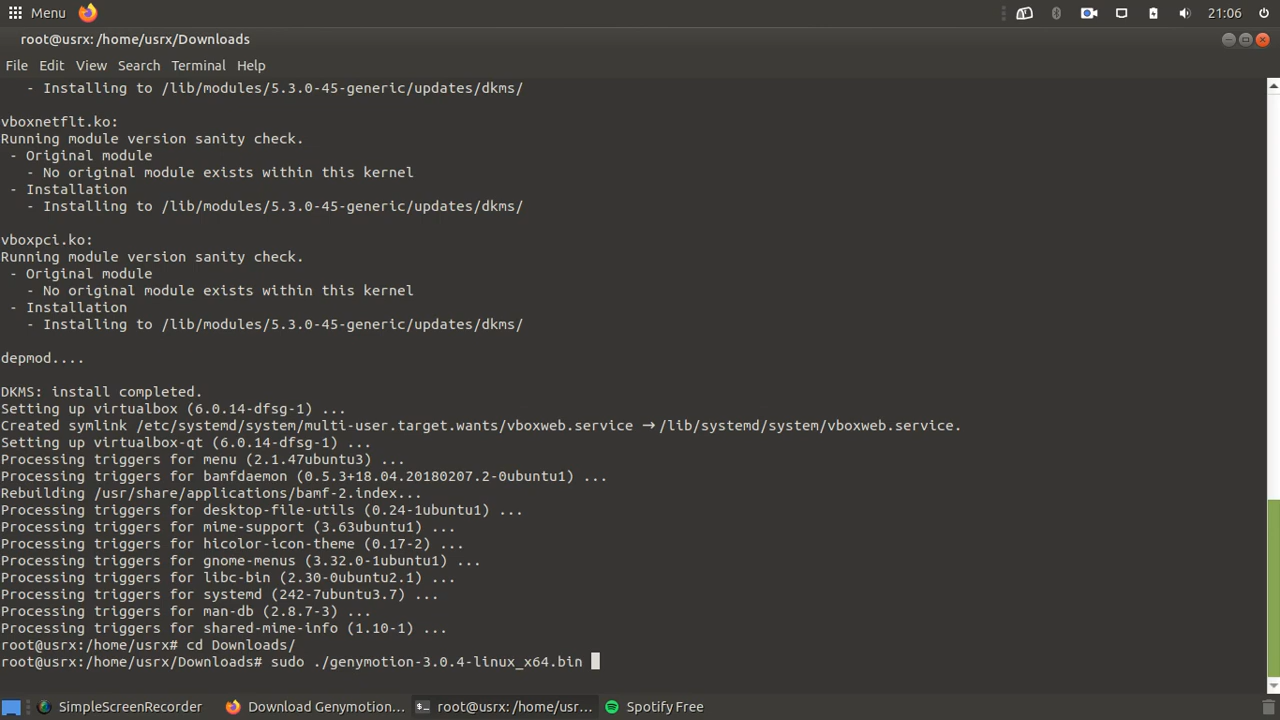 Menu
21:06
root@usrx: /home/usrx/Downloads
File Edit View Search Terminal Help
- Installing to /lib/modules/5.3.0-45-generic/updates/dkms/
vboxnetflt.ko:
Running module version sanity check.
- Original module
- No original module exists within this kernel
- Installation
- Installing to /lib/modules/5.3.0-45-generic/updates/dkms/
vboxpci.ko:
Running module version sanity check.
- Original module
- No original module exists within this kernel
- Installation
- Installing to /lib/modules/5.3.0-45-generic/updates/dkms/
depmod....
DKMS: install completed.
Setting up virtualbox (6.0.14-dfsg-1) ...
Created symlink /etc/systemd/system/multi-user.target.wants/vboxweb.service → /lib/systemd/system/vboxweb.service.
Setting up virtualbox-qt (6.0.14-dfsg-1) ...
Processing triggers for menu (2.1.47ubuntu3) ...
Processing triggers for bamfdaemon (0.5.3+18.04.20180207.2-0ubuntu1) ...
Rebuilding /usr/share/applications/bamf-2.index...
Processing triggers for desktop-file-utils (0.24-1ubuntu1) ...
Processing triggers for mime-support (3.63ubuntu1) ...
Processing triggers for hicolor-icon-theme (0.17-2) ...
Processing triggers for gnome-menus (3.32.0-1ubuntu1) ...
Processing triggers for libc-bin (2.30-0ubuntu2.1) ...
Processing triggers for systemd (242-7ubuntu3.7) ...
Processing triggers for man-db (2.8.7-3) ...
Processing triggers for shared-mime-info (1.10-1) ...
root@usrx:/home/usrx# cd Downloads/
root@usrx:/home/usrx/Downloads# sudo ./genymotion-3.0.4-linux_x64.bin
SimpleScreenRecorder
Download Genymotion...
root@usrx: /home/usr...
Spotify Free